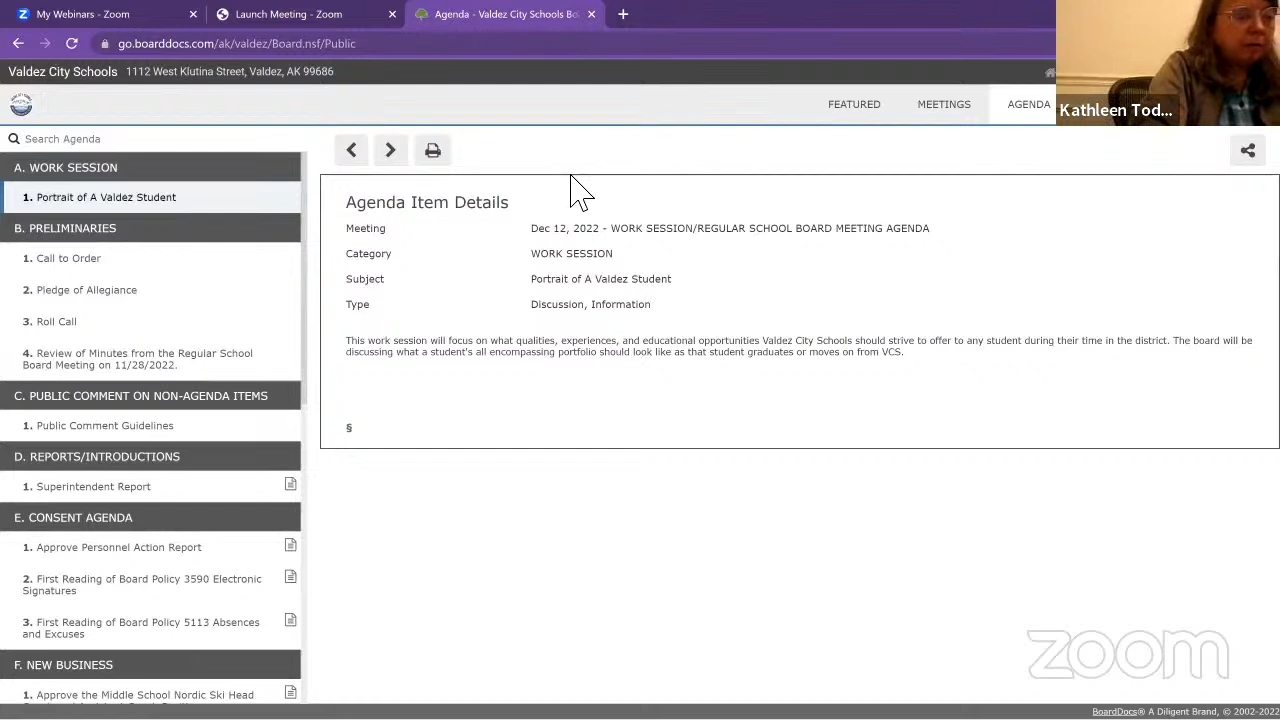 My Webinars - Zoom
Launch Meeting - Zoom
Agenda - Valdez City Schools Bo
go.boarddocs.com/ak/valdez/Board.nsf/Public
Valdez City Schools 1112 West Klutina Street, Valdez, AK 99686
FEATURED
MEETINGS
AGENDA
Kathleen Tod...
Search Agenda
A. WORK SESSION
1. Portrait of A Valdez Student
B. PRELIMINARIES
1. Call to Order
2. Pledge of Allegiance
3. Roll Call
4. Review of Minutes from the Regular School
Board Meeting on 11/28/2022.
C. PUBLIC COMMENT ON NON-AGENDA ITEMS
1. Public Comment Guidelines
D. REPORTS/INTRODUCTIONS
1. Superintendent Report
E. CONSENT AGENDA
1. Approve Personnel Action Report
2. First Reading of Board Policy 3590 Electronic
Signatures
3. First Reading of Board Policy 5113 Absences
and Excuses
F. NEW BUSINESS
1. Approve the Middle School Nordic Ski Head
Agenda Item Details
Meeting Dec 12, 2022 - WORK SESSION/REGULAR SCHOOL BOARD MEETING AGENDA
Category WORK SESSION
Subject Portrait of A Valdez Student
Type Discussion, Information
This work session will focus on what qualities, experiences, and educational opportunities Valdez City Schools should strive to offer to any student during their time in the district. The board will be
discussing what a student's all encompassing portfolio should look like as that student graduates or moves on from VCS.
§
zoom
BoardDocs® A Diligent Brand, © 2002-2022